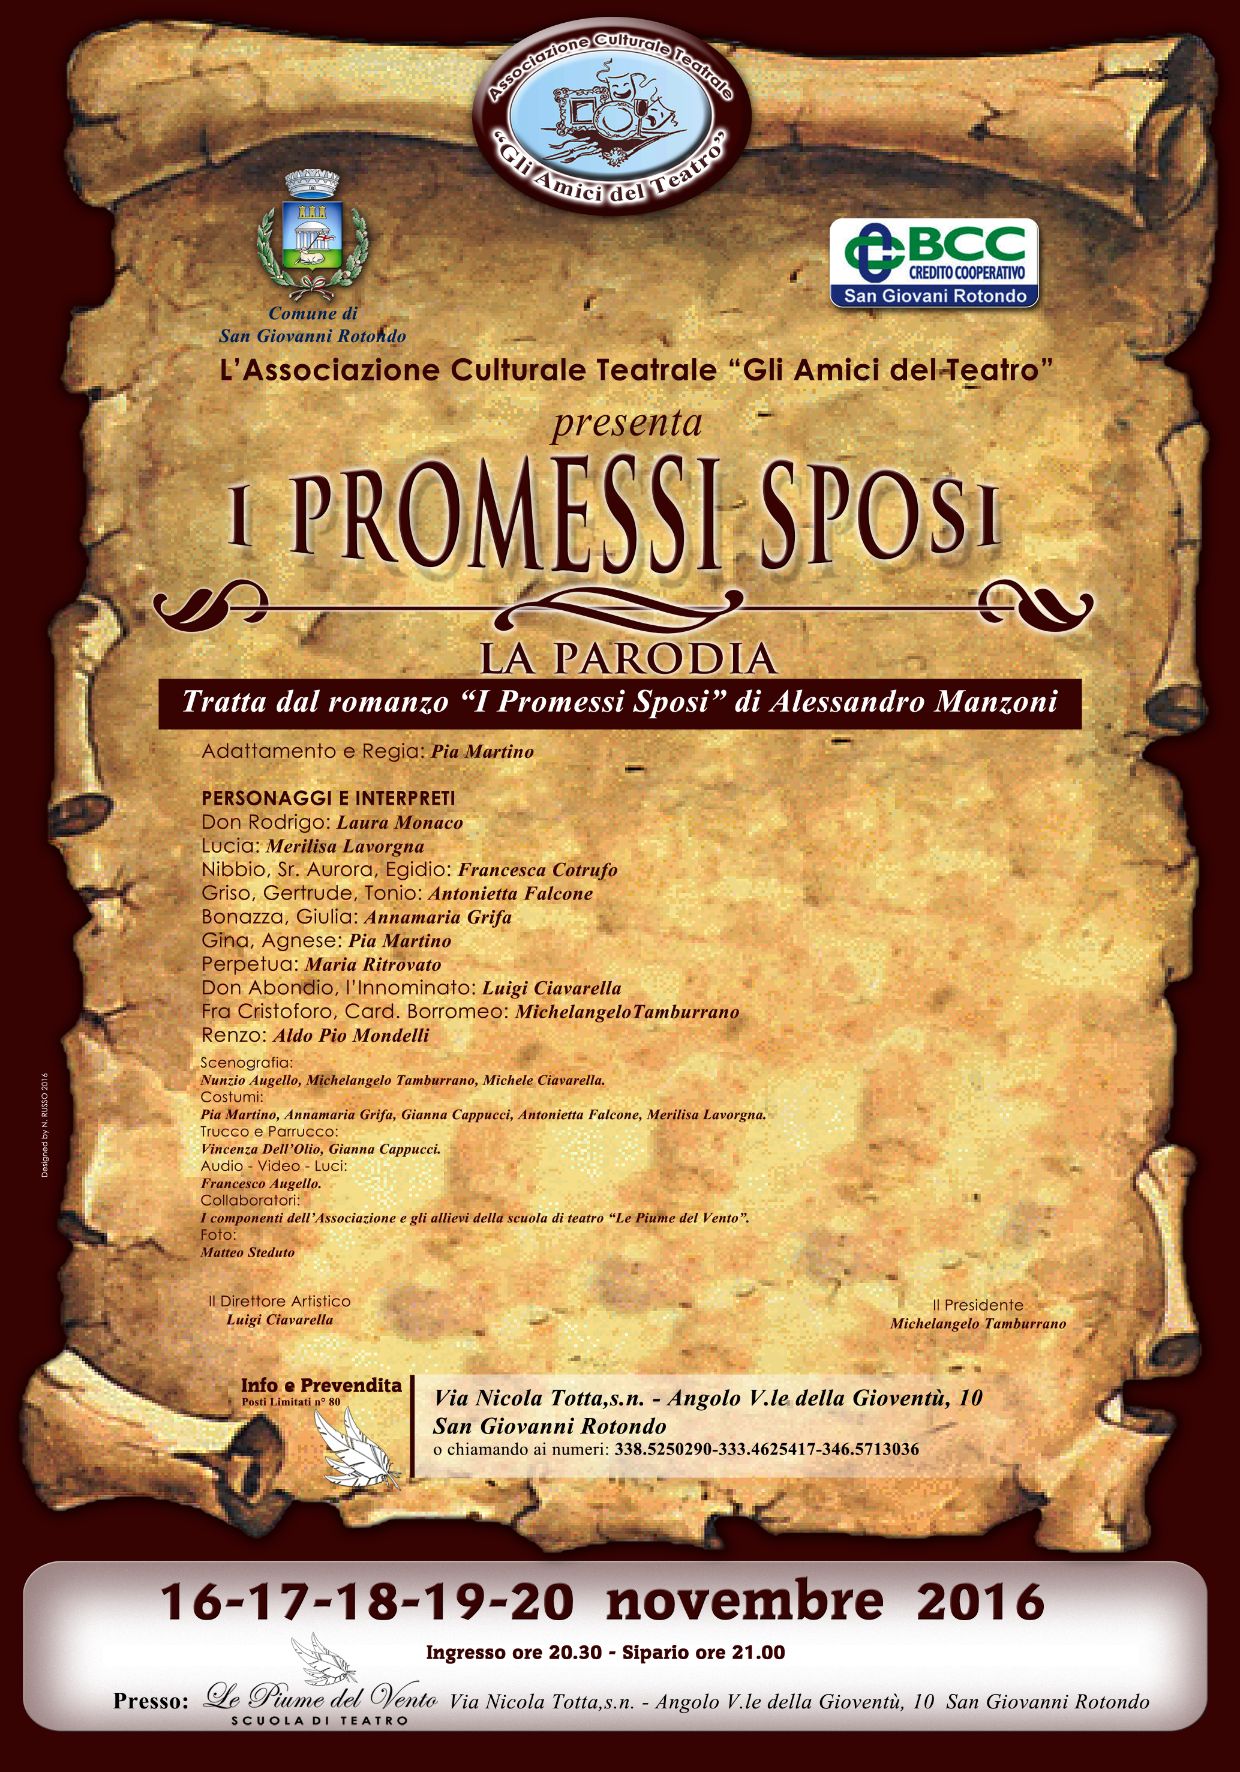 Associazione Culturale Teatrale
"Gli Amici del Teatro"
BCC
CREDITO COOPERATIVO
San Giovani Rotondo
Comune di
San Giovanni Rotondo
L'Associazione Culturale Teatrale "Gli Amici del Teatro"
presenta
I PROMESSI SPOSI
LA PARODIA
Tratta dal romanzo "I Promessi Sposi" di Alessandro Manzoni
Adattamento e Regia: Pia Martino
PERSONAGGI E INTERPRETI
Don Rodrigo: Laura Monaco
Lucia: Merilisa Lavorgna
Nibbio, Sr. Aurora, Egidio: Francesca Cotrufo
Griso, Gertrude, Tonio: Antonietta Falcone
Bonazza, Giulia: Annamaria Grifa
Gina, Agnese: Pia Martino
Perpetua: Maria Ritrovato
Don Abondio, l'Innominato: Luigi Ciavarella
Fra Cristoforo, Card. Borromeo: MichelangeloTamburrano
Renzo: Aldo Pio Mondelli
Scenografia:
Nunzio Augello, Michelangelo Tamburrano, Michele Ciavarella.
Costumi:
Pia Martino, Annamaria Grifa, Gianna Cappucci, Antonietta Falcone, Merilisa Lavorgna.
Trucco e Parrucco:
Vincenza Dell'Olio, Gianna Cappucci.
Audio - Video - Luci:
Francesco Augello.
Collaboratori:
I componenti dell'Associazione e gli allievi della scuola di teatro "Le Piume del Vento".
Foto:
Matteo Steduto
Designed by N. RUSSO 2016
Il Direttore Artistico
Luigi Ciavarella
Il Presidente
Michelangelo Tamburrano
Info e Prevendita
Posti Limitati n° 80
Via Nicola Totta,s.n. - Angolo V.le della Gioventù, 10
San Giovanni Rotondo
o chiamando ai numeri: 338.5250290-333.4625417-346.5713036
16-17-18-19-20 novembre 2016
Ingresso ore 20.30 - Sipario ore 21.00
Presso: Le Piume del Vento Via Nicola Totta,s.n. - Angolo V.le della Gioventù, 10 San Giovanni Rotondo
SCUOLA DI TEATRO